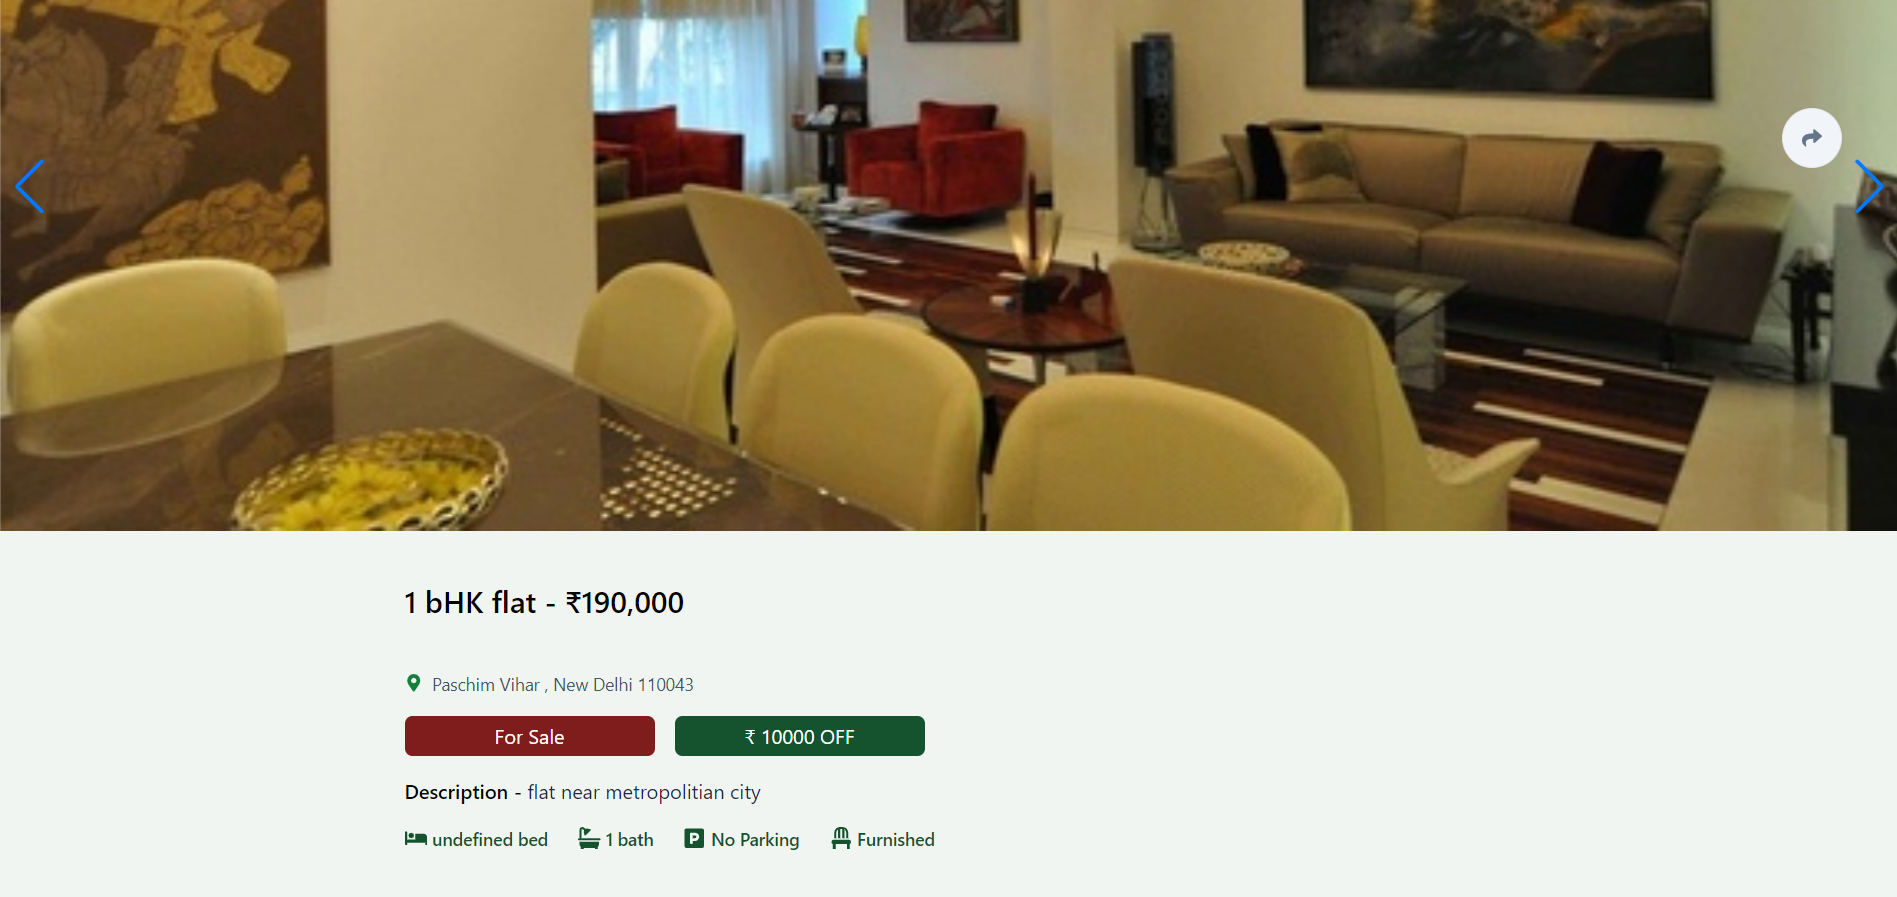 1 bHK flat - ₹190,000
Paschim Vihar , New Delhi 110043
For Sale
₹ 10000 OFF
Description - flat near metropolitian city
undefined bed 1 bath P No Parking Furnished